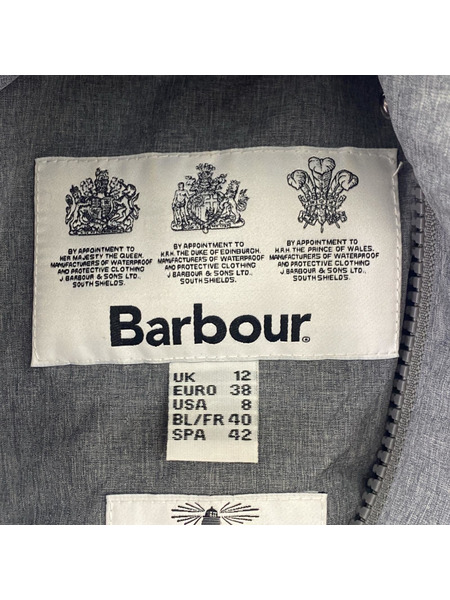 BY APPOINTMENT TO
HER MAJESTY THE QUEEN,
MANUFACTURERS OF WATERPROOF
AND PROTECTIVE CLOTHING
J. BARBOUR & SONS LTD.,
SOUTH SHIELDS.
BY APPOINTMENT TO
H.R.H. THE DUKE OF EDINBURGH,
MANUFACTURERS OF WATERPROOF
AND PROTECTIVE CLOTHING
J. BARBOUR & SONS LTD.,
SOUTH SHIELDS.
BY APPOINTMENT TO
H.R.H. THE PRINCE OF WALES,
MANUFACTURERS OF WATERPROOF
AND PROTECTIVE CLOTHING
J. BARBOUR & SONS LTD.,
SOUTH SHIELDS.
Barbour®
UK 12
EURO 38
USA 8
BL/FR 40
SPA 42